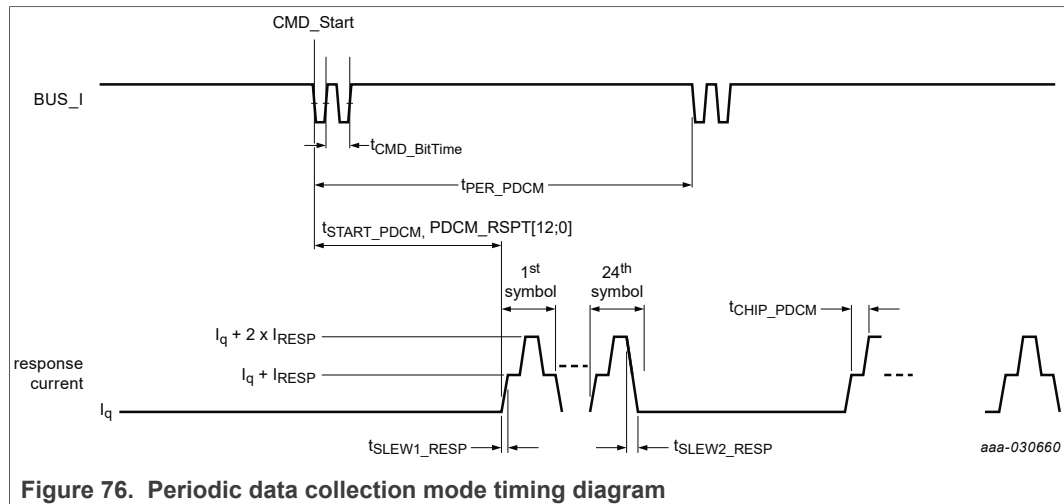 CMD_Start
BUS_I
tCMD_BitTime
tPER_PDCM
tSTART_PDCM, PDCM_RSPT[12;0]
1st
symbol
24th
symbol
tCHIP_PDCM
Iq + 2 x IRESP
response
current
Iq + IRESP
Iq
tSLEW1_RESP
tSLEW2_RESP
aaa-030660
Figure 76. Periodic data collection mode timing diagram